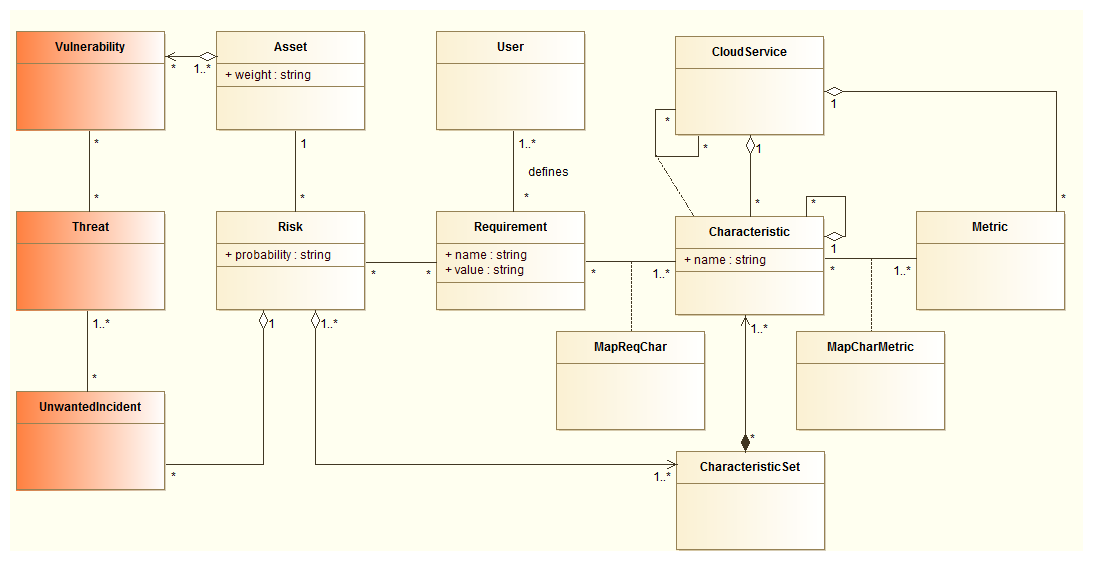 Vulnerability
Asset
User
CloudService
+ weight : string
*
1..*
1
*
*
*
1
1..*
1
defines
*
*
*
*
*
*
*
Threat
Risk
Requirement
Characteristic
Metric
+ probability : string
+ name : string
+ value : string
+ name : string
1
*
*
*
1..*
*
1..*
1..*
1
1..*
1..*
MapReqChar
MapCharMetric
*
UnwantedIncident
*
*
1..*
CharacteristicSet